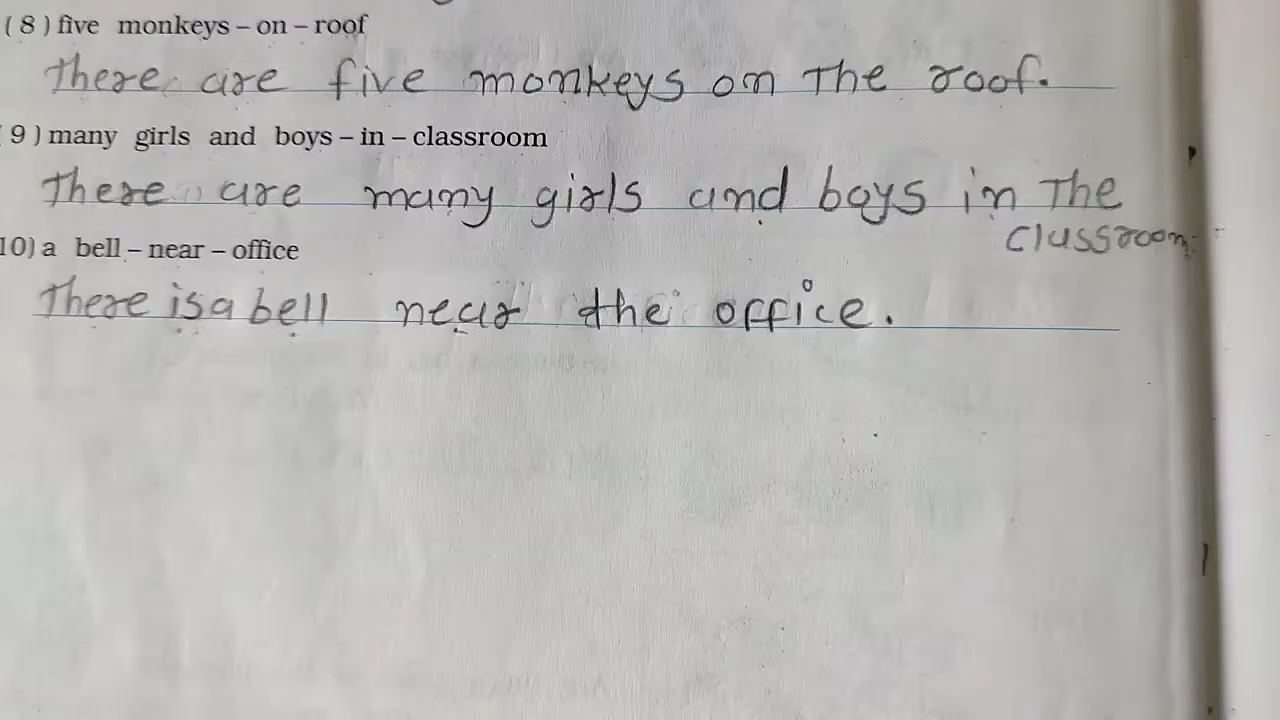 (8) five monkeys – on – roof
There are five monkeys on The roof.
9) many girls and boys – in – classroom
There are many girls and boys in The
classroom.
10) a bell – near – office
There is a bell near the office.